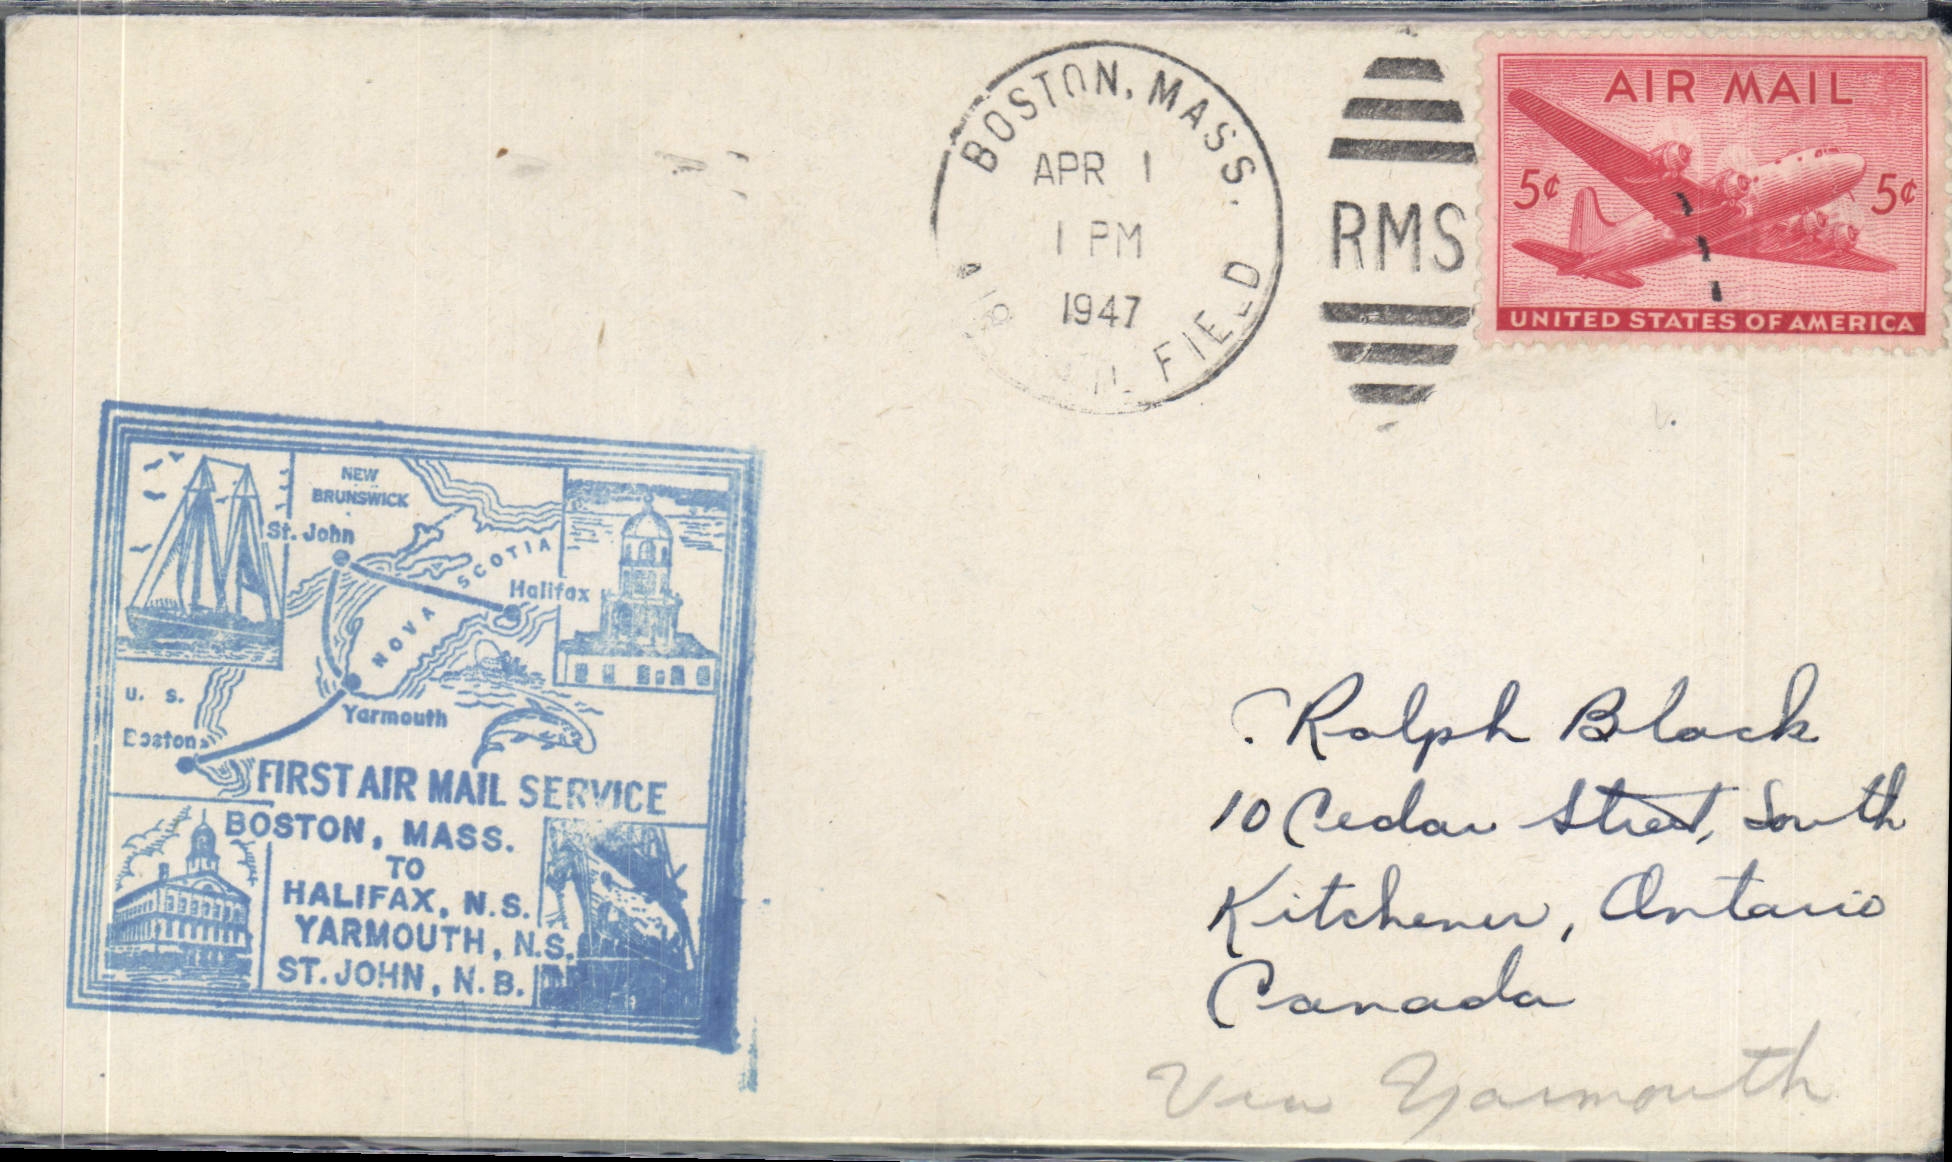 BOSTON, MASS.
APR 1
1 PM
1947
FIELD
RMS
AIR MAIL
5¢ 5¢
UNITED STATES OF AMERICA
NEW
BRUNSWICK
St. John
NOVA SCOTIA
Halifax
U. S.
Yarmouth
Boston
FIRST AIR MAIL SERVICE
BOSTON, MASS.
TO
HALIFAX, N.S.
YARMOUTH, N.S.
ST. JOHN, N.B.
Ralph Black
10 Cedar Street, South
Kitchener, Ontario
Canada
Via Yarmouth